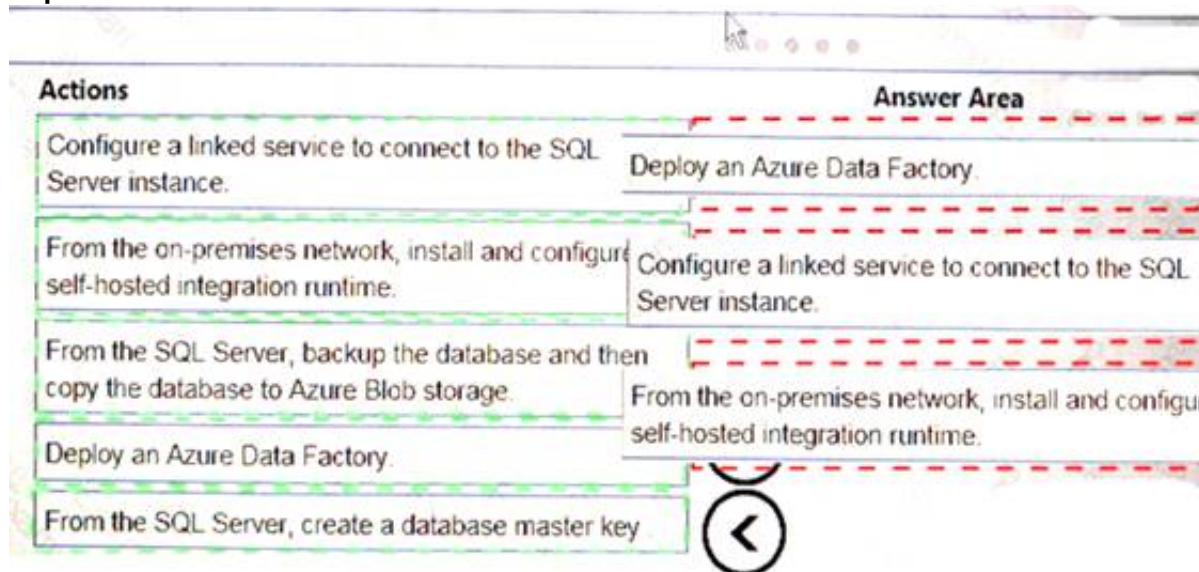 Actions
Answer Area
Configure a linked service to connect to the SQL
Server instance.
From the on-premises network, install and configure
self-hosted integration runtime.
From the SQL Server, backup the database and then
copy the database to Azure Blob storage.
Deploy an Azure Data Factory.
From the SQL Server, create a database master key
Deploy an Azure Data Factory.
Configure a linked service to connect to the SQL
Server instance.
From the on-premises network, install and configu
self-hosted integration runtime.